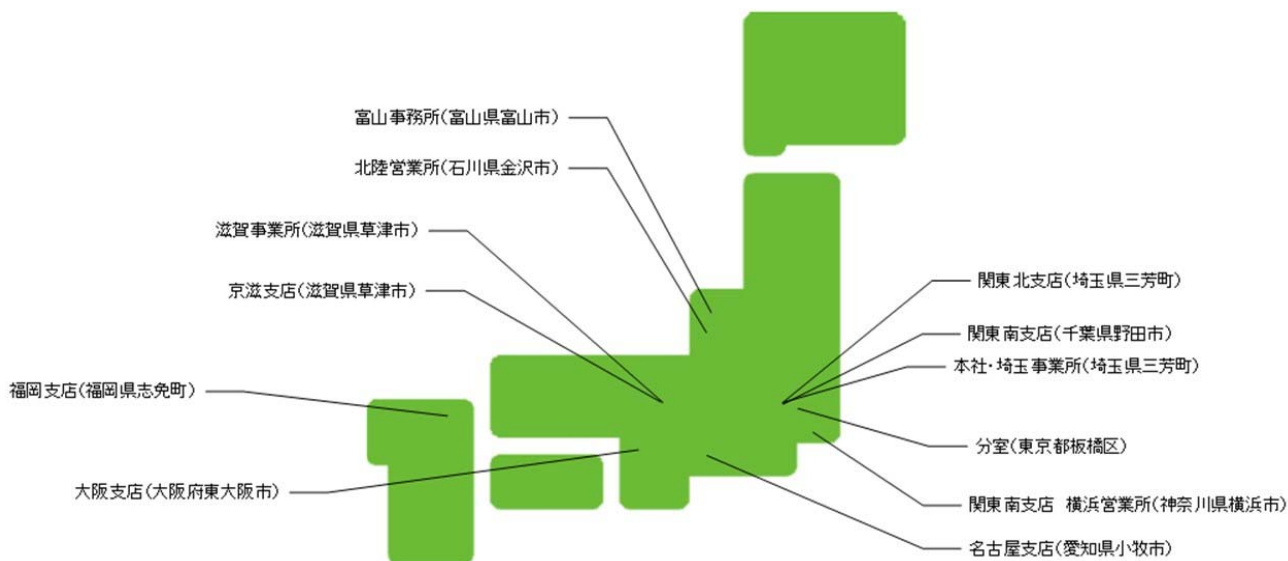 富山事務所(富山県富山市)
北陸営業所(石川県金沢市)
滋賀事業所(滋賀県草津市)
京滋支店(滋賀県草津市)
福岡支店(福岡県志免町)
大阪支店(大阪府東大阪市)
関東北支店(埼玉県三芳町)
関東南支店(千葉県野田市)
本社・埼玉事業所(埼玉県三芳町)
分室(東京都板橋区)
関東南支店 横浜営業所(神奈川県横浜市)
名古屋支店(愛知県小牧市)